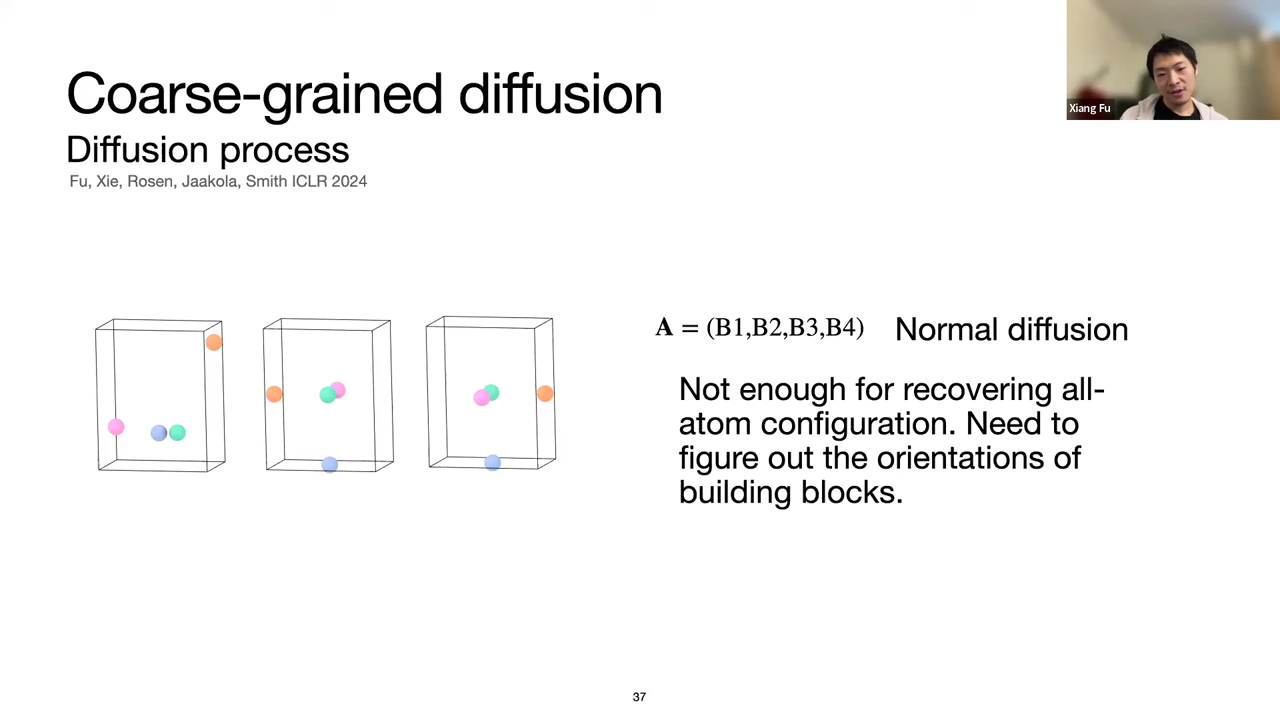 Coarse-grained diffusion
Diffusion process
Fu, Xie, Rosen, Jaakola, Smith ICLR 2024
Xiang Fu
A = (B1,B2,B3,B4)
Normal diffusion
Not enough for recovering all-
atom configuration. Need to
figure out the orientations of
building blocks.
37